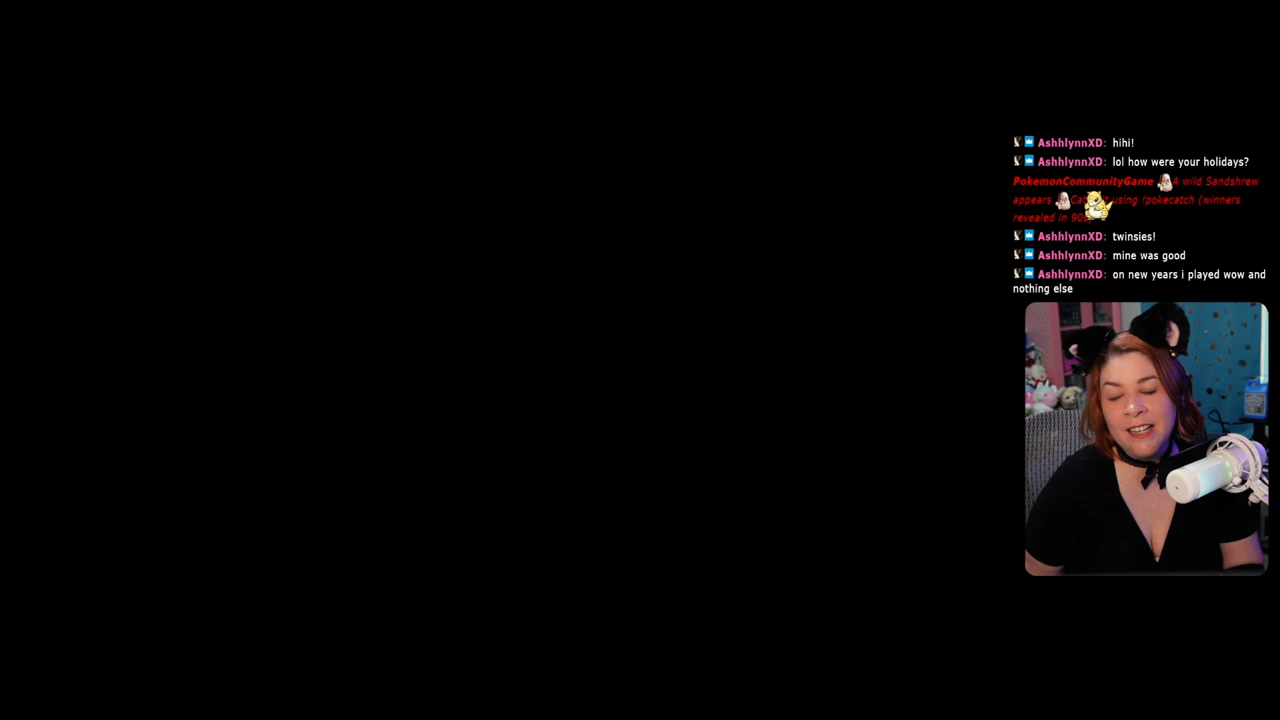 AshhlynnXD: hihi!
AshhlynnXD: lol how were your holidays?
PokemonCommunityGame A wild Sandshrew
appears using !pokecatch (winners
revealed in
AshhlynnXD: twinsies!
AshhlynnXD: mine was good
AshhlynnXD: on new years i played wow and
nothing else